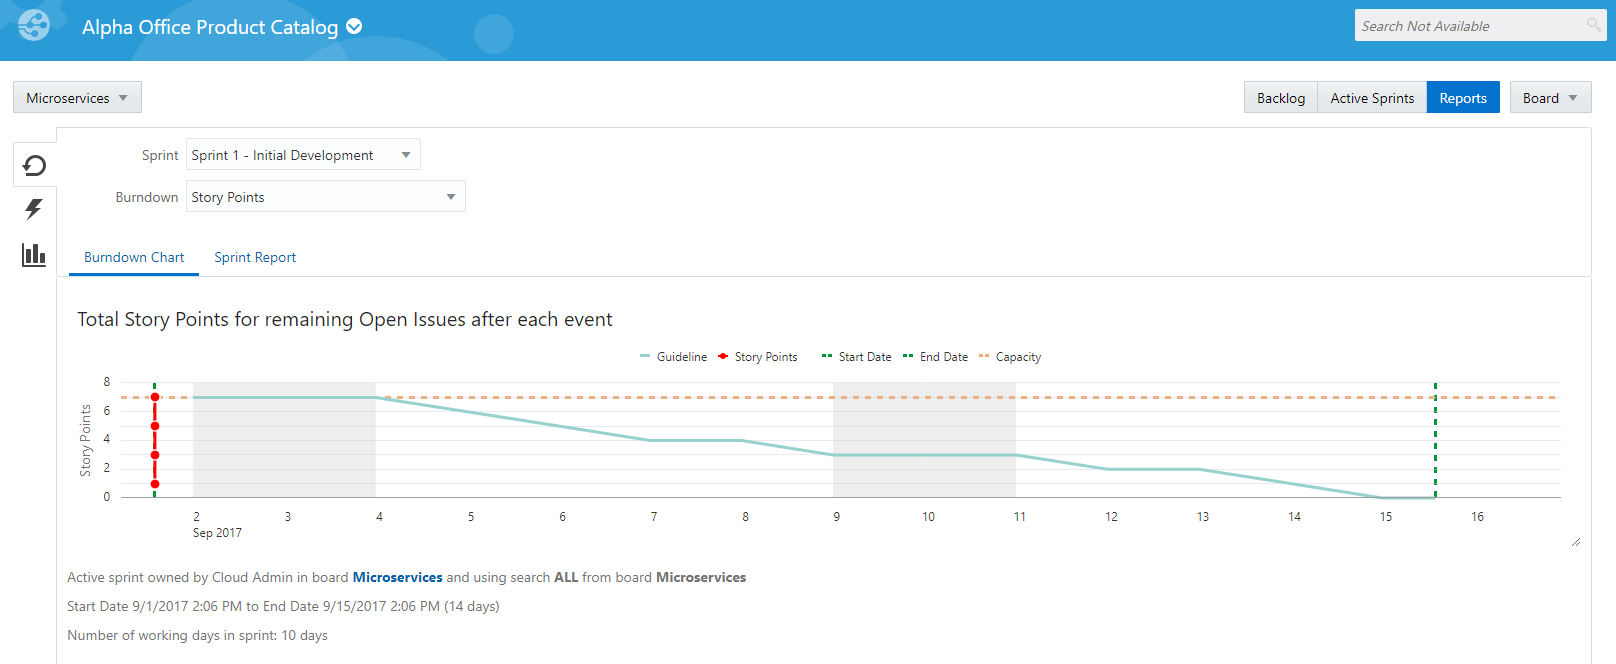 Alpha Office Product Catalog
Search Not Available
Microservices
Backlog Active Sprints Reports Board
Sprint Sprint 1 - Initial Development
Burndown Story Points
Burndown Chart Sprint Report
Total Story Points for remaining Open Issues after each event
Guideline Story Points Start Date End Date Capacity
Story Points
8
6
4
2
0
2 3 4 5 6 7 8 9 10 11 12 13 14 15 16
Sep 2017
Active sprint owned by Cloud Admin in board Microservices and using search ALL from board Microservices
Start Date 9/1/2017 2:06 PM to End Date 9/15/2017 2:06 PM (14 days)
Number of working days in sprint: 10 days